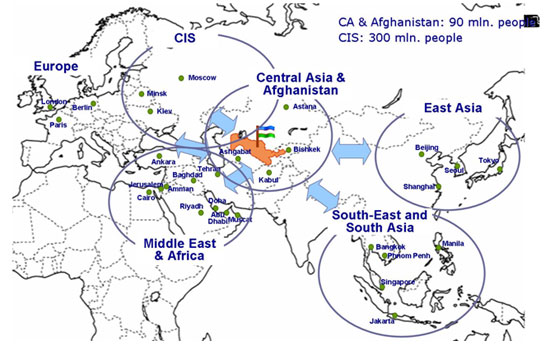 CA & Afghanistan: 90 mln. people
CIS: 300 mln. people
CIS
Europe
Moscow
Central Asia &
Afghanistan
London
Berlin
Minsk
Kiev
Paris
Astana
East Asia
Ashgabat
Bishkek
Beijing
Tokyo
Seoul
Ankara
Tehran
Baghdad
Kabul
Shanghai
Jerusalem
Amman
Cairo
Riyadh
Doha
Abu
Dhabi
Muscat
South-East and
South Asia
Middle East
& Africa
Bangkok
Manila
Phnom Penh
Singapore
Jakarta